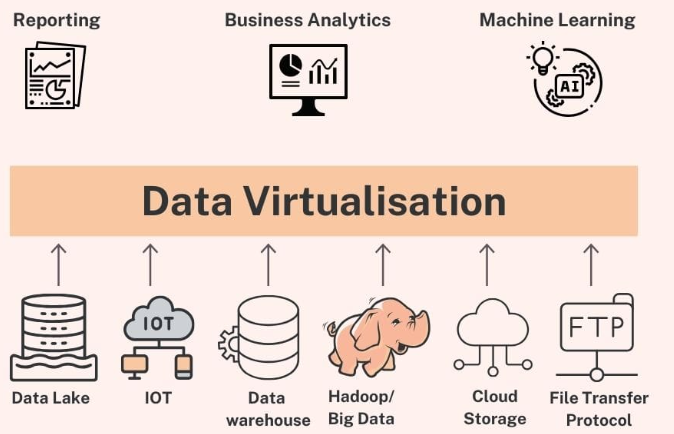 Reporting
Business Analytics
Machine Learning
AI
Data Virtualisation
IOT
FTP
Data Lake
IOT
Data
warehouse
Hadoop/
Big Data
Cloud
Storage
File Transfer
Protocol